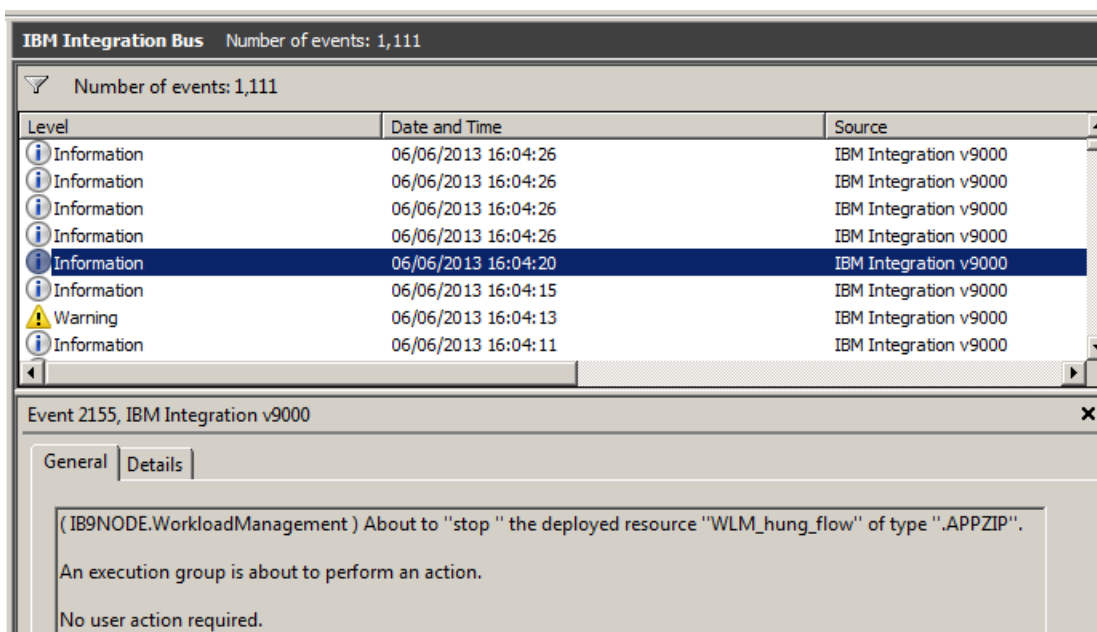 IBM Integration Bus Number of events: 1,111
Number of events: 1,111
Level Date and Time Source
Information 06/06/2013 16:04:26 IBM Integration v9000
Information 06/06/2013 16:04:26 IBM Integration v9000
Information 06/06/2013 16:04:26 IBM Integration v9000
Information 06/06/2013 16:04:26 IBM Integration v9000
Information 06/06/2013 16:04:20 IBM Integration v9000
Information 06/06/2013 16:04:15 IBM Integration v9000
Warning 06/06/2013 16:04:13 IBM Integration v9000
Information 06/06/2013 16:04:11 IBM Integration v9000
Event 2155, IBM Integration v9000
General Details
( IB9NODE.WorkloadManagement ) About to ''stop '' the deployed resource ''WLM_hung_flow'' of type ''.APPZIP''.
An execution group is about to perform an action.
No user action required.